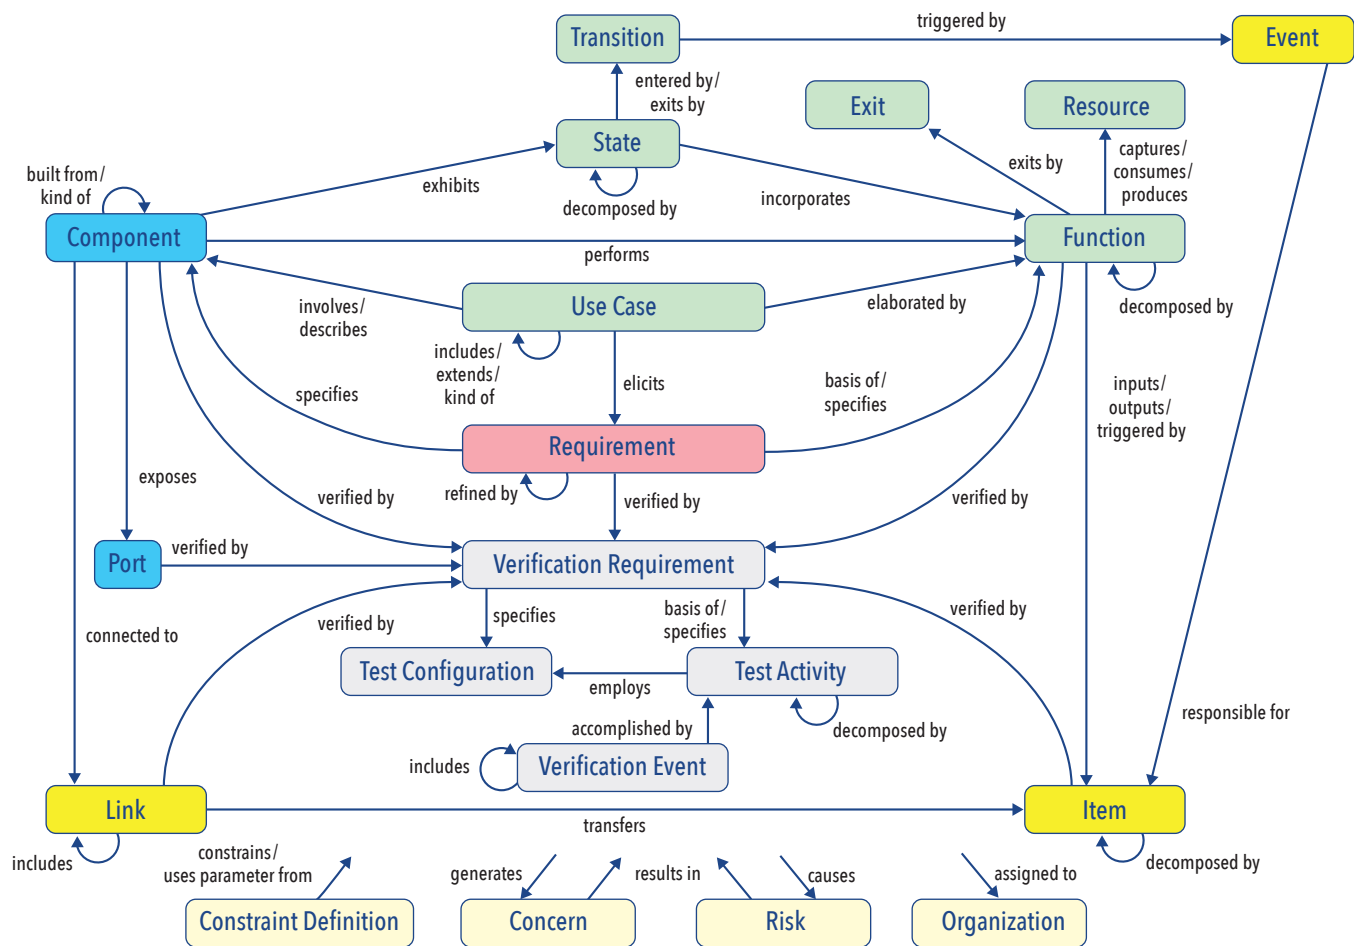 triggered by
Transition
Event
entered by/
exits by
Exit
Resource
State
built from/
kind of
exhibits
decomposed by
incorporates
exits by
captures/
consumes/
produces
Component
performs
Function
involves/
describes
Use Case
elaborated by
decomposed by
includes/
extends/
kind of
specifies
elicits
basis of/
specifies
inputs/
outputs/
triggered by
Requirement
exposes
refined by
verified by
verified by
verified by
Port
verified by
Verification Requirement
specifies
basis of/
specifies
verified by
verified by
connected to
Test Configuration
employs
Test Activity
accomplished by
decomposed by
responsible for
includes
Verification Event
Link
transfers
Item
includes
decomposed by
constrains/
uses parameter from
generates
results in
causes
assigned to
Constraint Definition
Concern
Risk
Organization